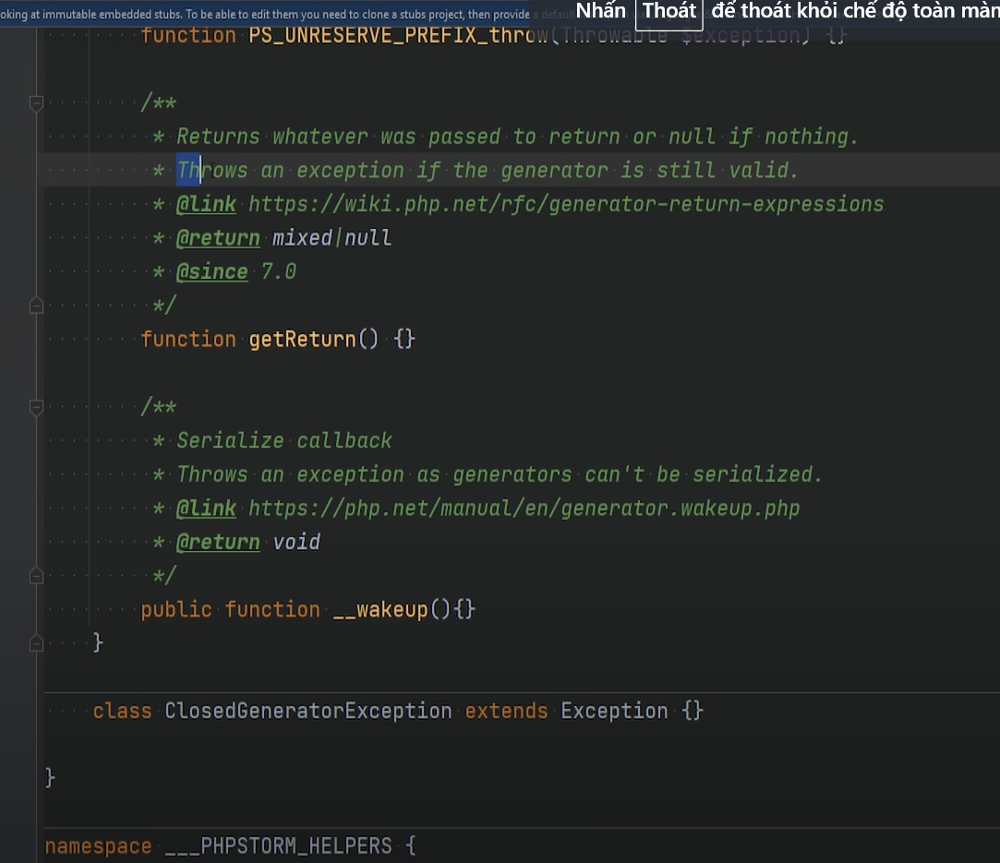 oking at immutable embedded stubs. To be able to edit them you need to clone a stubs project, then provide a default
Nhấn Thoát để thoát khỏi chế độ toàn màn
function PS_UNRESERVE_PREFIX_throw(Throwable $exception) {}
/**
* Returns whatever was passed to return or null if nothing.
* Throws an exception if the generator is still valid.
* @link https://wiki.php.net/rfc/generator-return-expressions
* @return mixed|null
* @since 7.0
*/
function getReturn() {}
/**
* Serialize callback
* Throws an exception as generators can't be serialized.
* @link https://php.net/manual/en/generator.wakeup.php
* @return void
*/
public function __wakeup(){}
}
class ClosedGeneratorException extends Exception {}
}
namespace ___PHPSTORM_HELPERS {